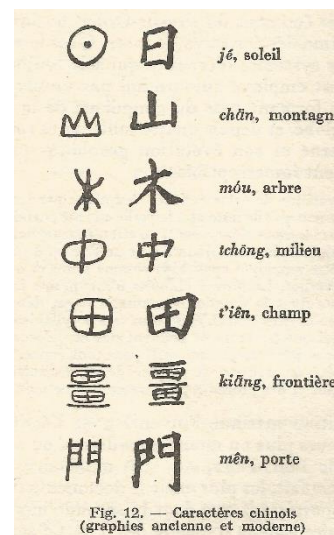 日 jé, soleil
山 chān, montagn
木 móu, arbre
中 tchōng, milieu
田 t'iên, champ
畺 kiāng, frontière
門 mên, porte
Fig. 12. — Caractères chinois
(graphies ancienne et moderne)